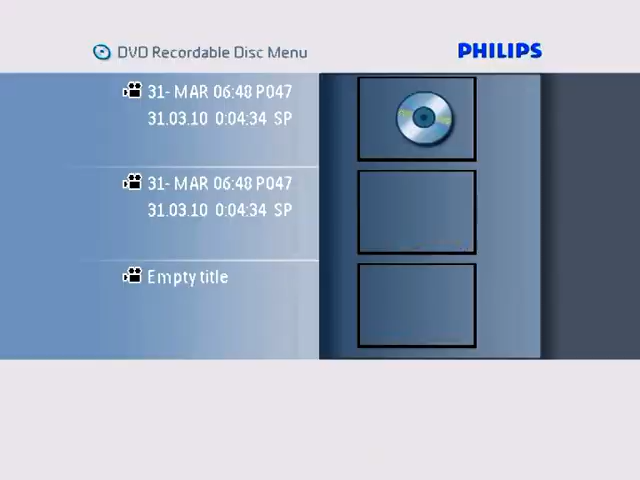 DVD Recordable Disc Menu
PHILIPS
31- MAR 06:48 P047
31.03.10 0:04:34 SP
31- MAR 06:48 P047
31.03.10 0:04:34 SP
Empty title